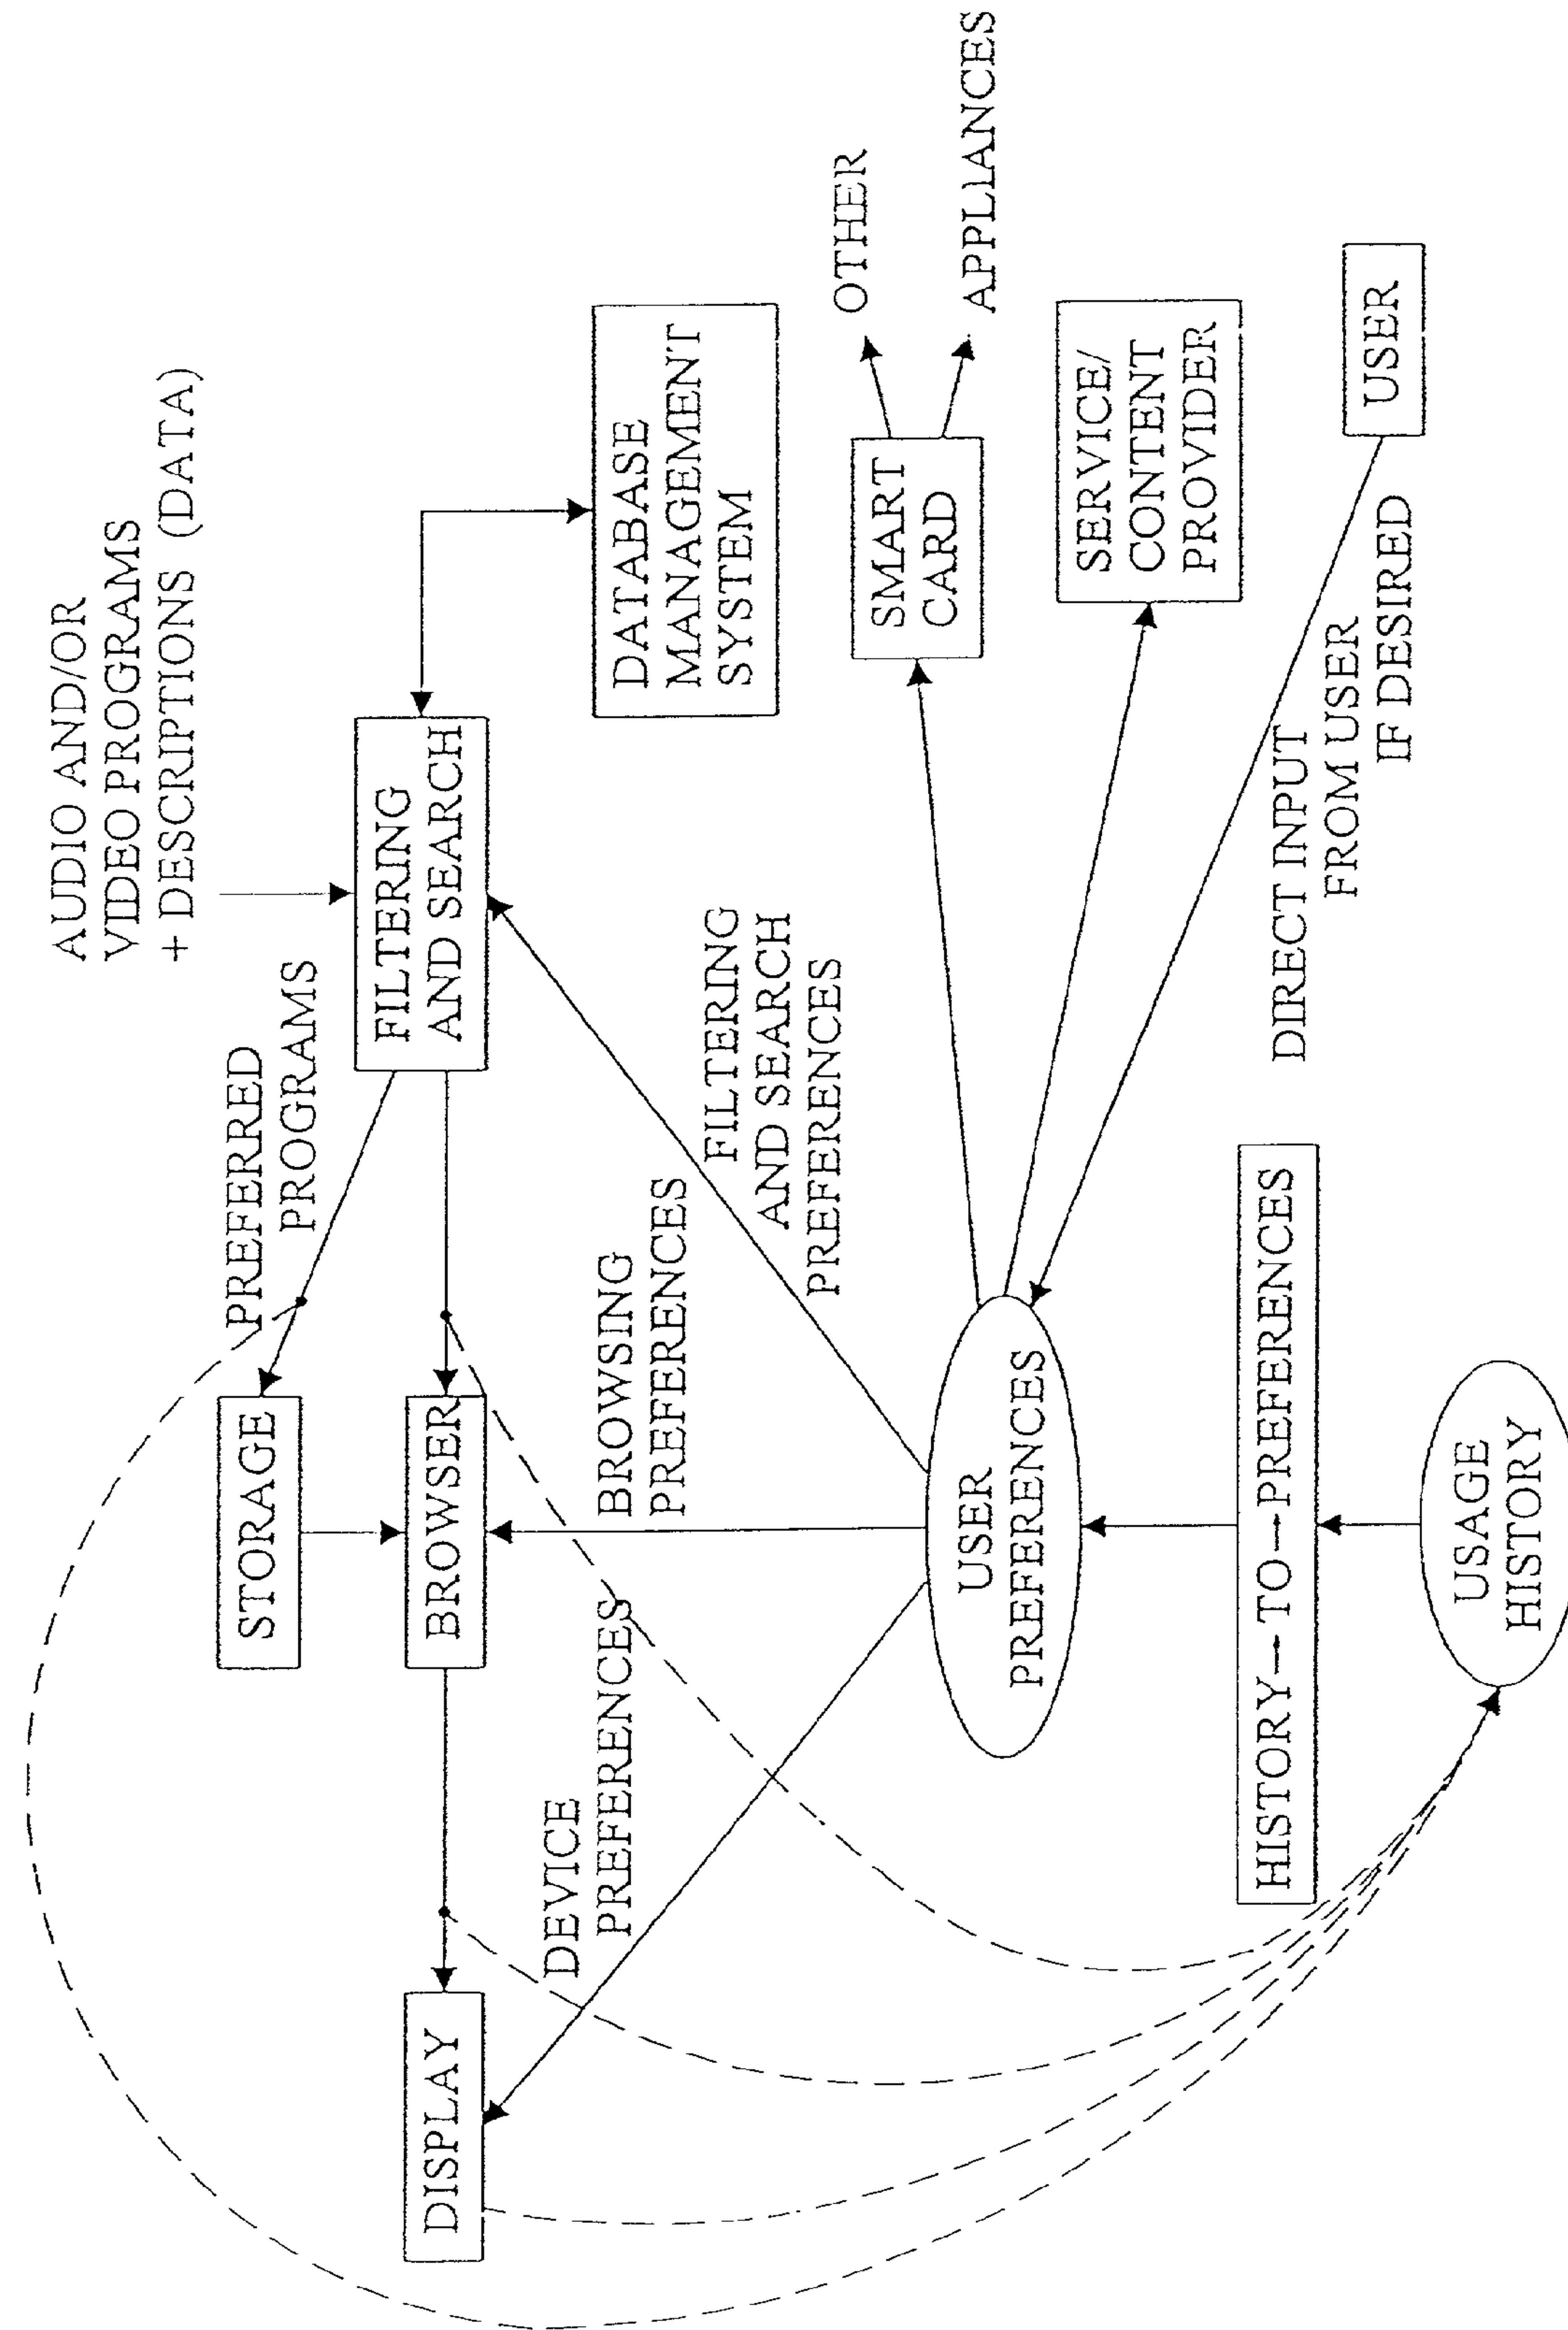 AUDIO AND/OR
VIDEO PROGRAMS
+ DESCRIPTIONS (DATA)
PREFERRED
PROGRAMS
STORAGE
FILTERING
AND SEARCH
DISPLAY
BROWSER
DEVICE
PREFERENCES
BROWSING
PREFERENCES
FILTERING
AND SEARCH
PREFERENCES
DATABASE
MANAGEMENT
SYSTEM
OTHER
APPLIANCES
SMART
CARD
USER
PREFERENCES
SERVICE/
CONTENT
PROVIDER
HISTORY—TO—PREFERENCES
DIRECT INPUT
FROM USER
IF DESIRED
USER
USAGE
HISTORY